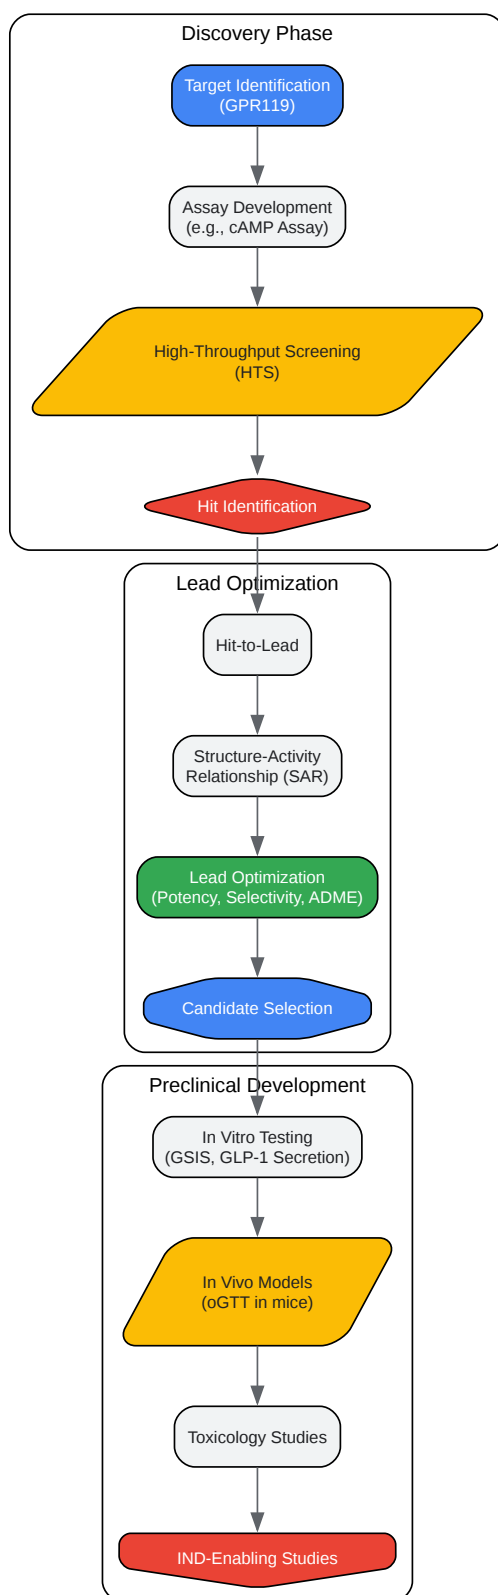 Discovery Phase
Target Identification
(GPR119)
Assay Development
(e.g., cAMP Assay)
High-Throughput Screening
(HTS)
Hit Identification
Lead Optimization
Hit-to-Lead
Structure-Activity
Relationship (SAR)
Lead Optimization
(Potency, Selectivity, ADME)
Candidate Selection
Preclinical Development
In Vitro Testing
(GSIS, GLP-1 Secretion)
In Vivo Models
(oGTT in mice)
Toxicology Studies
IND-Enabling Studies